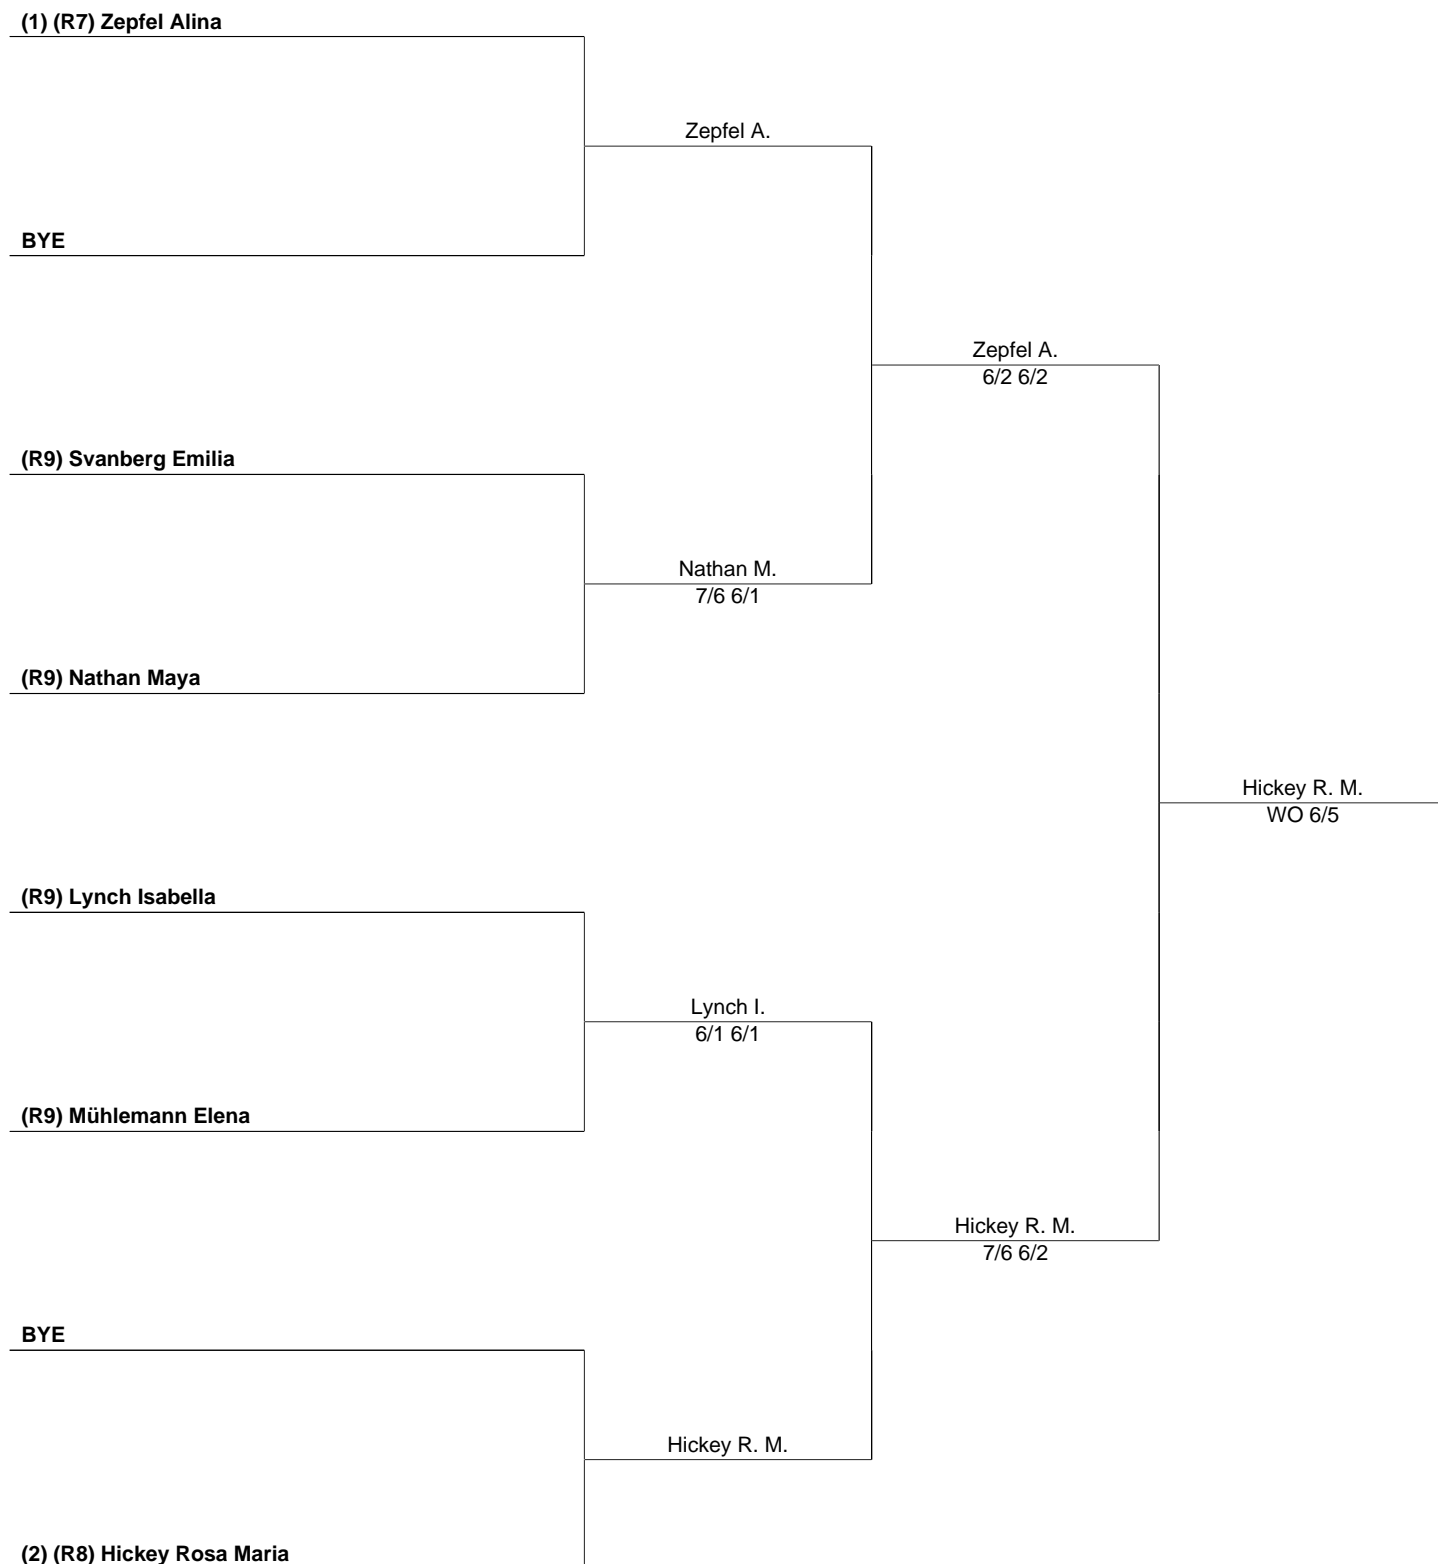 (1) (R7) Zepfel Alina
Zepfel A.
BYE
Zepfel A.
6/2 6/2
(R9) Svanberg Emilia
Nathan M.
7/6 6/1
(R9) Nathan Maya
Hickey R. M.
WO 6/5
(R9) Lynch Isabella
Lynch I.
6/1 6/1
(R9) Mühlemann Elena
Hickey R. M.
7/6 6/2
BYE
Hickey R. M.
(2) (R8) Hickey Rosa Maria